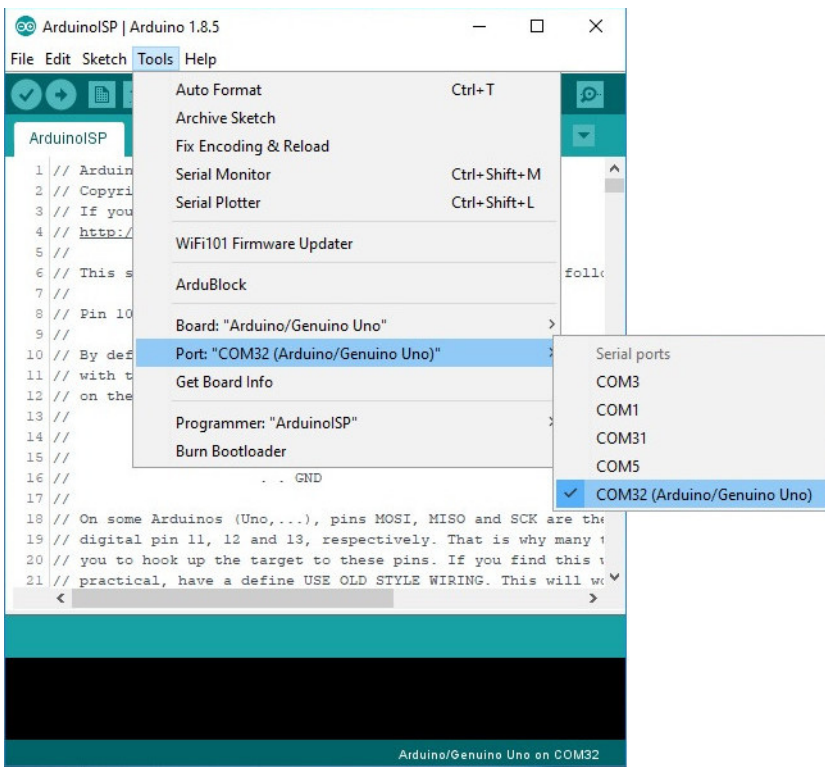 ArduinoISP | Arduino 1.8.5
File Edit Sketch Tools Help
Auto Format Ctrl+T
Archive Sketch
Fix Encoding & Reload
Serial Monitor Ctrl+Shift+M
Serial Plotter Ctrl+Shift+L
WiFi101 Firmware Updater
ArduBlock
Board: "Arduino/Genuino Uno"
Port: "COM32 (Arduino/Genuino Uno)"
Get Board Info
Programmer: "ArduinoISP"
Burn Bootloader
Serial ports
COM3
COM1
COM31
COM5
COM32 (Arduino/Genuino Uno)
ArduinoISP
1 // Arduin
2 // Copyri
3 // If you
4 // http:/
5 //
6 // This s follo
7 //
8 // Pin 10
9 //
10 // By def
11 // with t
12 // on the
13 //
14 //
15 //
16 // . . GND
17 //
18 // On some Arduinos (Uno,...), pins MOSI, MISO and SCK are the
19 // digital pin 11, 12 and 13, respectively. That is why many t
20 // you to hook up the target to these pins. If you find this w
21 // practical, have a define USE OLD STYLE WIRING. This will wo
Arduino/Genuino Uno on COM32